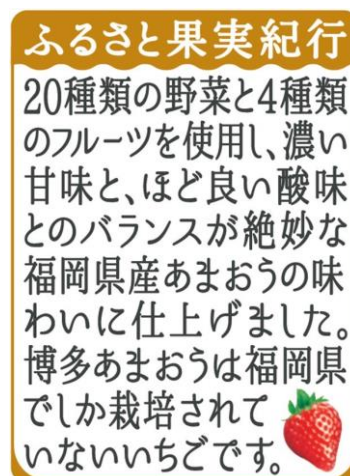 ふるさと果実紀行
20種類の野菜と4種類
のフルーツを使用し、濃い
甘味と、ほど良い酸味
とのバランスが絶妙な
福岡県産あまおうの味
わいに仕上げました。
博多あまおうは福岡県
でしか栽培されて
いないいちごです。